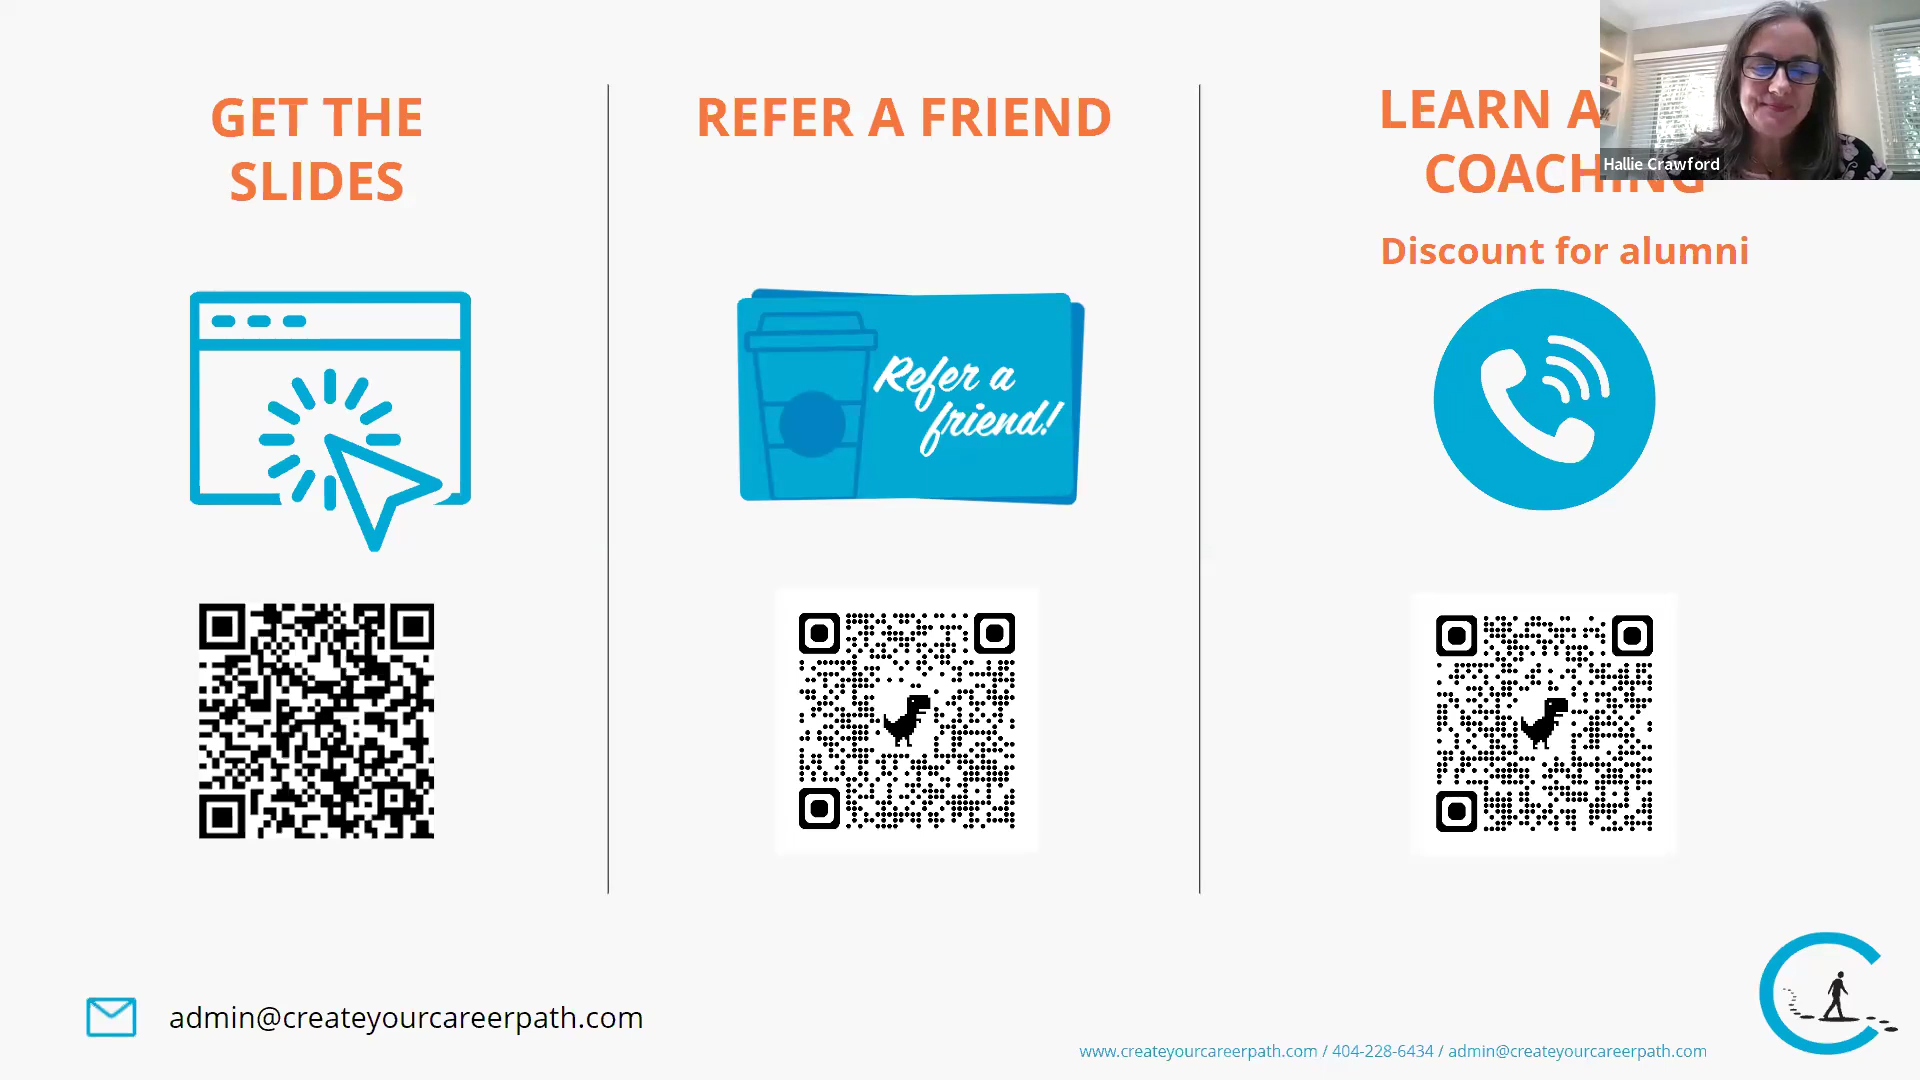 GET THE
SLIDES
REFER A FRIEND
LEARN A
COACHING
Discount for alumni
Hallie Crawford
Refer a
friend!
admin@createyourcareerpath.com
www.createyourcareerpath.com / 404-228-6434 / admin@createyourcareerpath.com